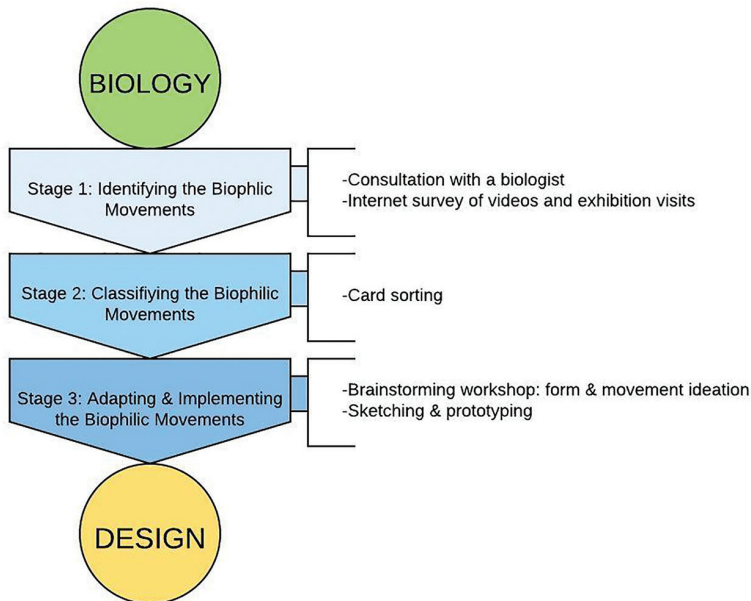 BIOLOGY
Stage 1: Identifying the Biophlic
Movements
-Consultation with a biologist
-Internet survey of videos and exhibition visits
Stage 2: Classifiying the Biophilic
Movements
-Card sorting
Stage 3: Adapting & Implementing
the Biophilic Movements
-Brainstorming workshop: form & movement ideation
-Sketching & prototyping
DESIGN